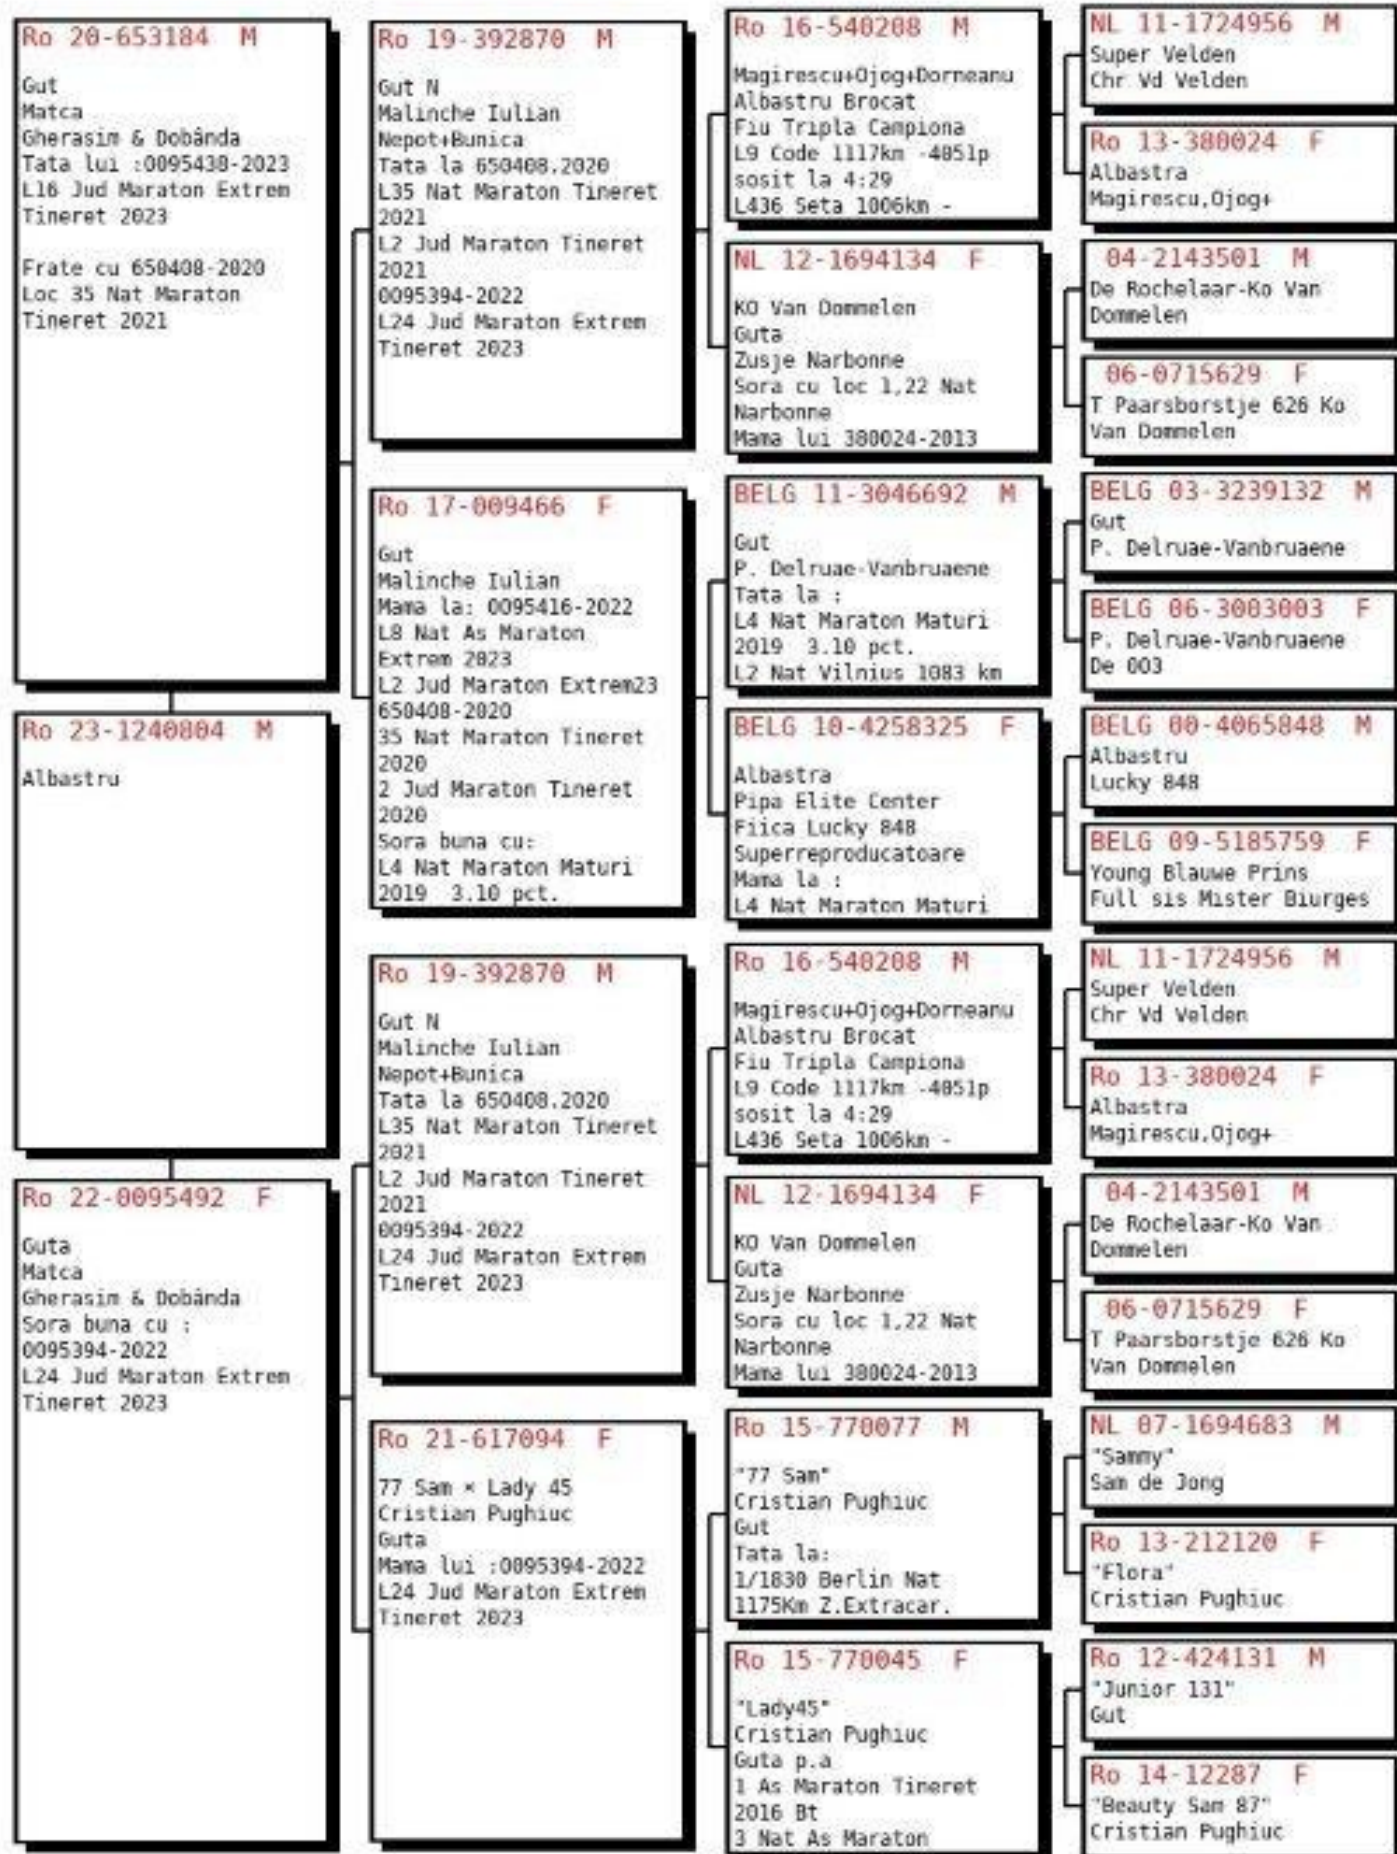 Ro 20-653184 M
Gut
Matca
Gherasim & Dobânda
Tata lui :0095438-2023
L16 Jud Maraton Extrem
Tineret 2023
Frate cu 650408-2020
Loc 35 Nat Maraton
Tineret 2021
Ro 23-1240804 M
Albastru
Ro 22-0095492 F
Guta
Matca
Gherasim & Dobânda
Sora buna cu :
0095394-2022
L24 Jud Maraton Extrem
Tineret 2023
Ro 19-392870 M
Gut N
Malinche Iulian
Nepot+Bunica
Tata la 650408.2020
L35 Nat Maraton Tineret
2021
L2 Jud Maraton Tineret
2021
0095394-2022
L24 Jud Maraton Extrem
Tineret 2023
Ro 17-009466 F
Gut
Malinche Iulian
Mama la: 0095416-2022
L8 Nat As Maraton
Extrem 2023
L2 Jud Maraton Extrem23
650408-2020
35 Nat Maraton Tineret
2020
2 Jud Maraton Tineret
2020
Sora buna cu:
L4 Nat Maraton Maturi
2019 3.10 pct.
Ro 19-392870 M
Gut N
Malinche Iulian
Nepot+Bunica
Tata la 650408.2020
L35 Nat Maraton Tineret
2021
L2 Jud Maraton Tineret
2021
0095394-2022
L24 Jud Maraton Extrem
Tineret 2023
Ro 21-617094 F
77 Sam × Lady 45
Cristian Pughiuc
Guta
Mama lui :0095394-2022
L24 Jud Maraton Extrem
Tineret 2023
Ro 16-540208 M
Magirescu+Ojog+Dorneanu
Albastru Brocat
Fiu Tripla Campiona
L9 Code 1117km -4051p
sosit la 4:29
L436 Seta 1006km -
NL 12-1694134 F
KO Van Dommelen
Guta
Zusje Narbonne
Sora cu loc 1,22 Nat
Narbonne
Mama lui 380024-2013
BELG 11-3046692 M
Gut
P. Delruae-Vanbruaene
Tata la :
L4 Nat Maraton Maturi
2019 3.10 pct.
L2 Nat Vilnius 1083 km
BELG 10-4258325 F
Albastra
Pipa Elite Center
Fiica Lucky 848
Superreproducatoare
Mama la :
L4 Nat Maraton Maturi
Ro 16-540208 M
Magirescu+Ojog+Dorneanu
Albastru Brocat
Fiu Tripla Campiona
L9 Code 1117km -4051p
sosit la 4:29
L436 Seta 1006km -
NL 12-1694134 F
KO Van Dommelen
Guta
Zusje Narbonne
Sora cu loc 1,22 Nat
Narbonne
Mama lui 380024-2013
Ro 15-770077 M
"77 Sam"
Cristian Pughiuc
Gut
Tata la:
1/1830 Berlin Nat
1175Km Z.Extracar.
Ro 15-770045 F
"Lady45"
Cristian Pughiuc
Guta p.a
1 As Maraton Tineret
2016 Bt
3 Nat As Maraton
NL 11-1724956 M
Super Velden
Chr Vd Velden
Ro 13-380024 F
Albastra
Magirescu,Ojog+
04-2143501 M
De Rochelaar-Ko Van
Dommelen
06-0715629 F
T Paarsborstje 626 Ko
Van Dommelen
BELG 03-3239132 M
Gut
P. Delruae-Vanbruaene
BELG 06-3003003 F
P. Delruae-Vanbruaene
De 003
BELG 00-4065848 M
Albastru
Lucky 848
BELG 09-5185759 F
Young Blauwe Prins
Full sis Mister Biurges
NL 11-1724956 M
Super Velden
Chr Vd Velden
Ro 13-380024 F
Albastra
Magirescu,Ojog+
04-2143501 M
De Rochelaar-Ko Van
Dommelen
06-0715629 F
T Paarsborstje 626 Ko
Van Dommelen
NL 07-1694683 M
"Sammy"
Sam de Jong
Ro 13-212120 F
"Flora"
Cristian Pughiuc
Ro 12-424131 M
"Junior 131"
Gut
Ro 14-12287 F
"Beauty Sam 87"
Cristian Pughiuc